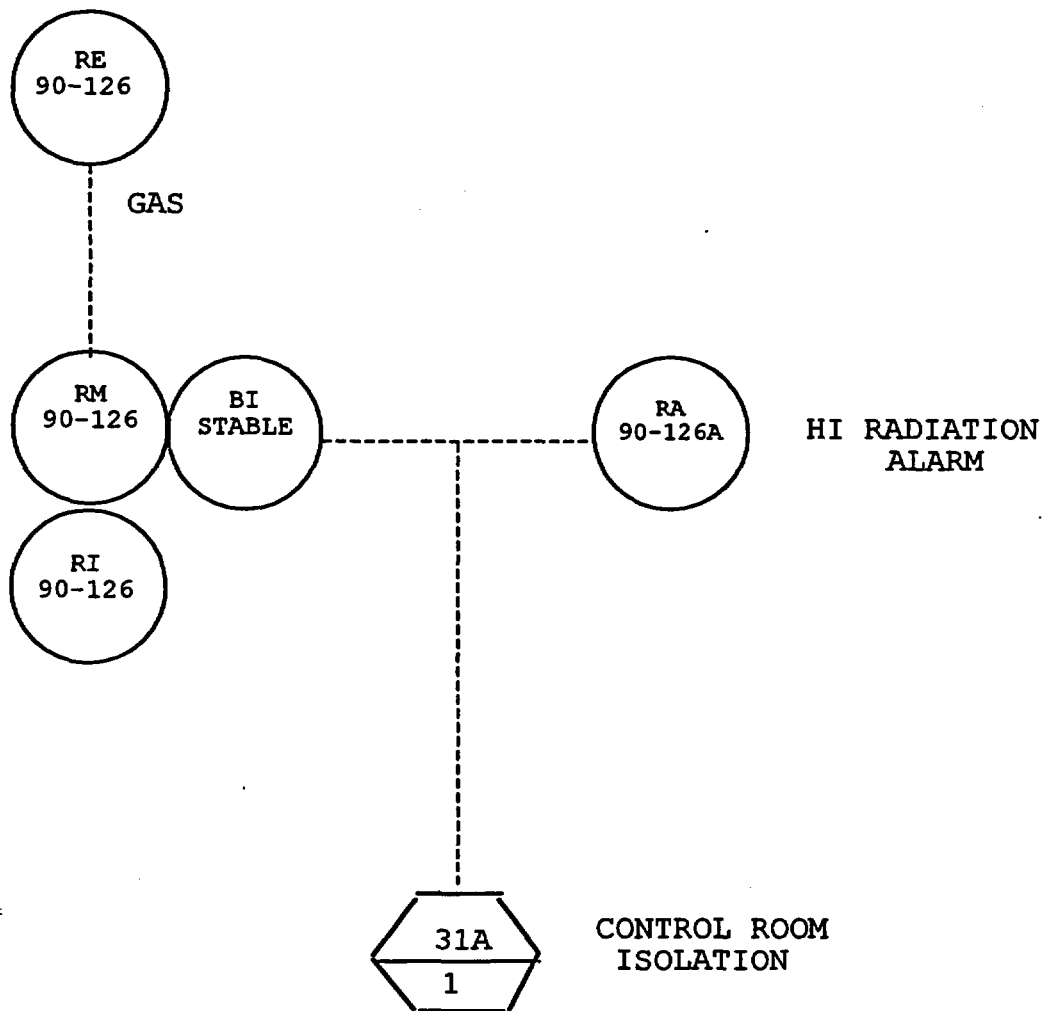 RE
90-126
GAS
RM
90-126
BI
STABLE
RA
90-126A
HI RADIATION
ALARM
RI
90-126
31A
1
CONTROL ROOM
ISOLATION